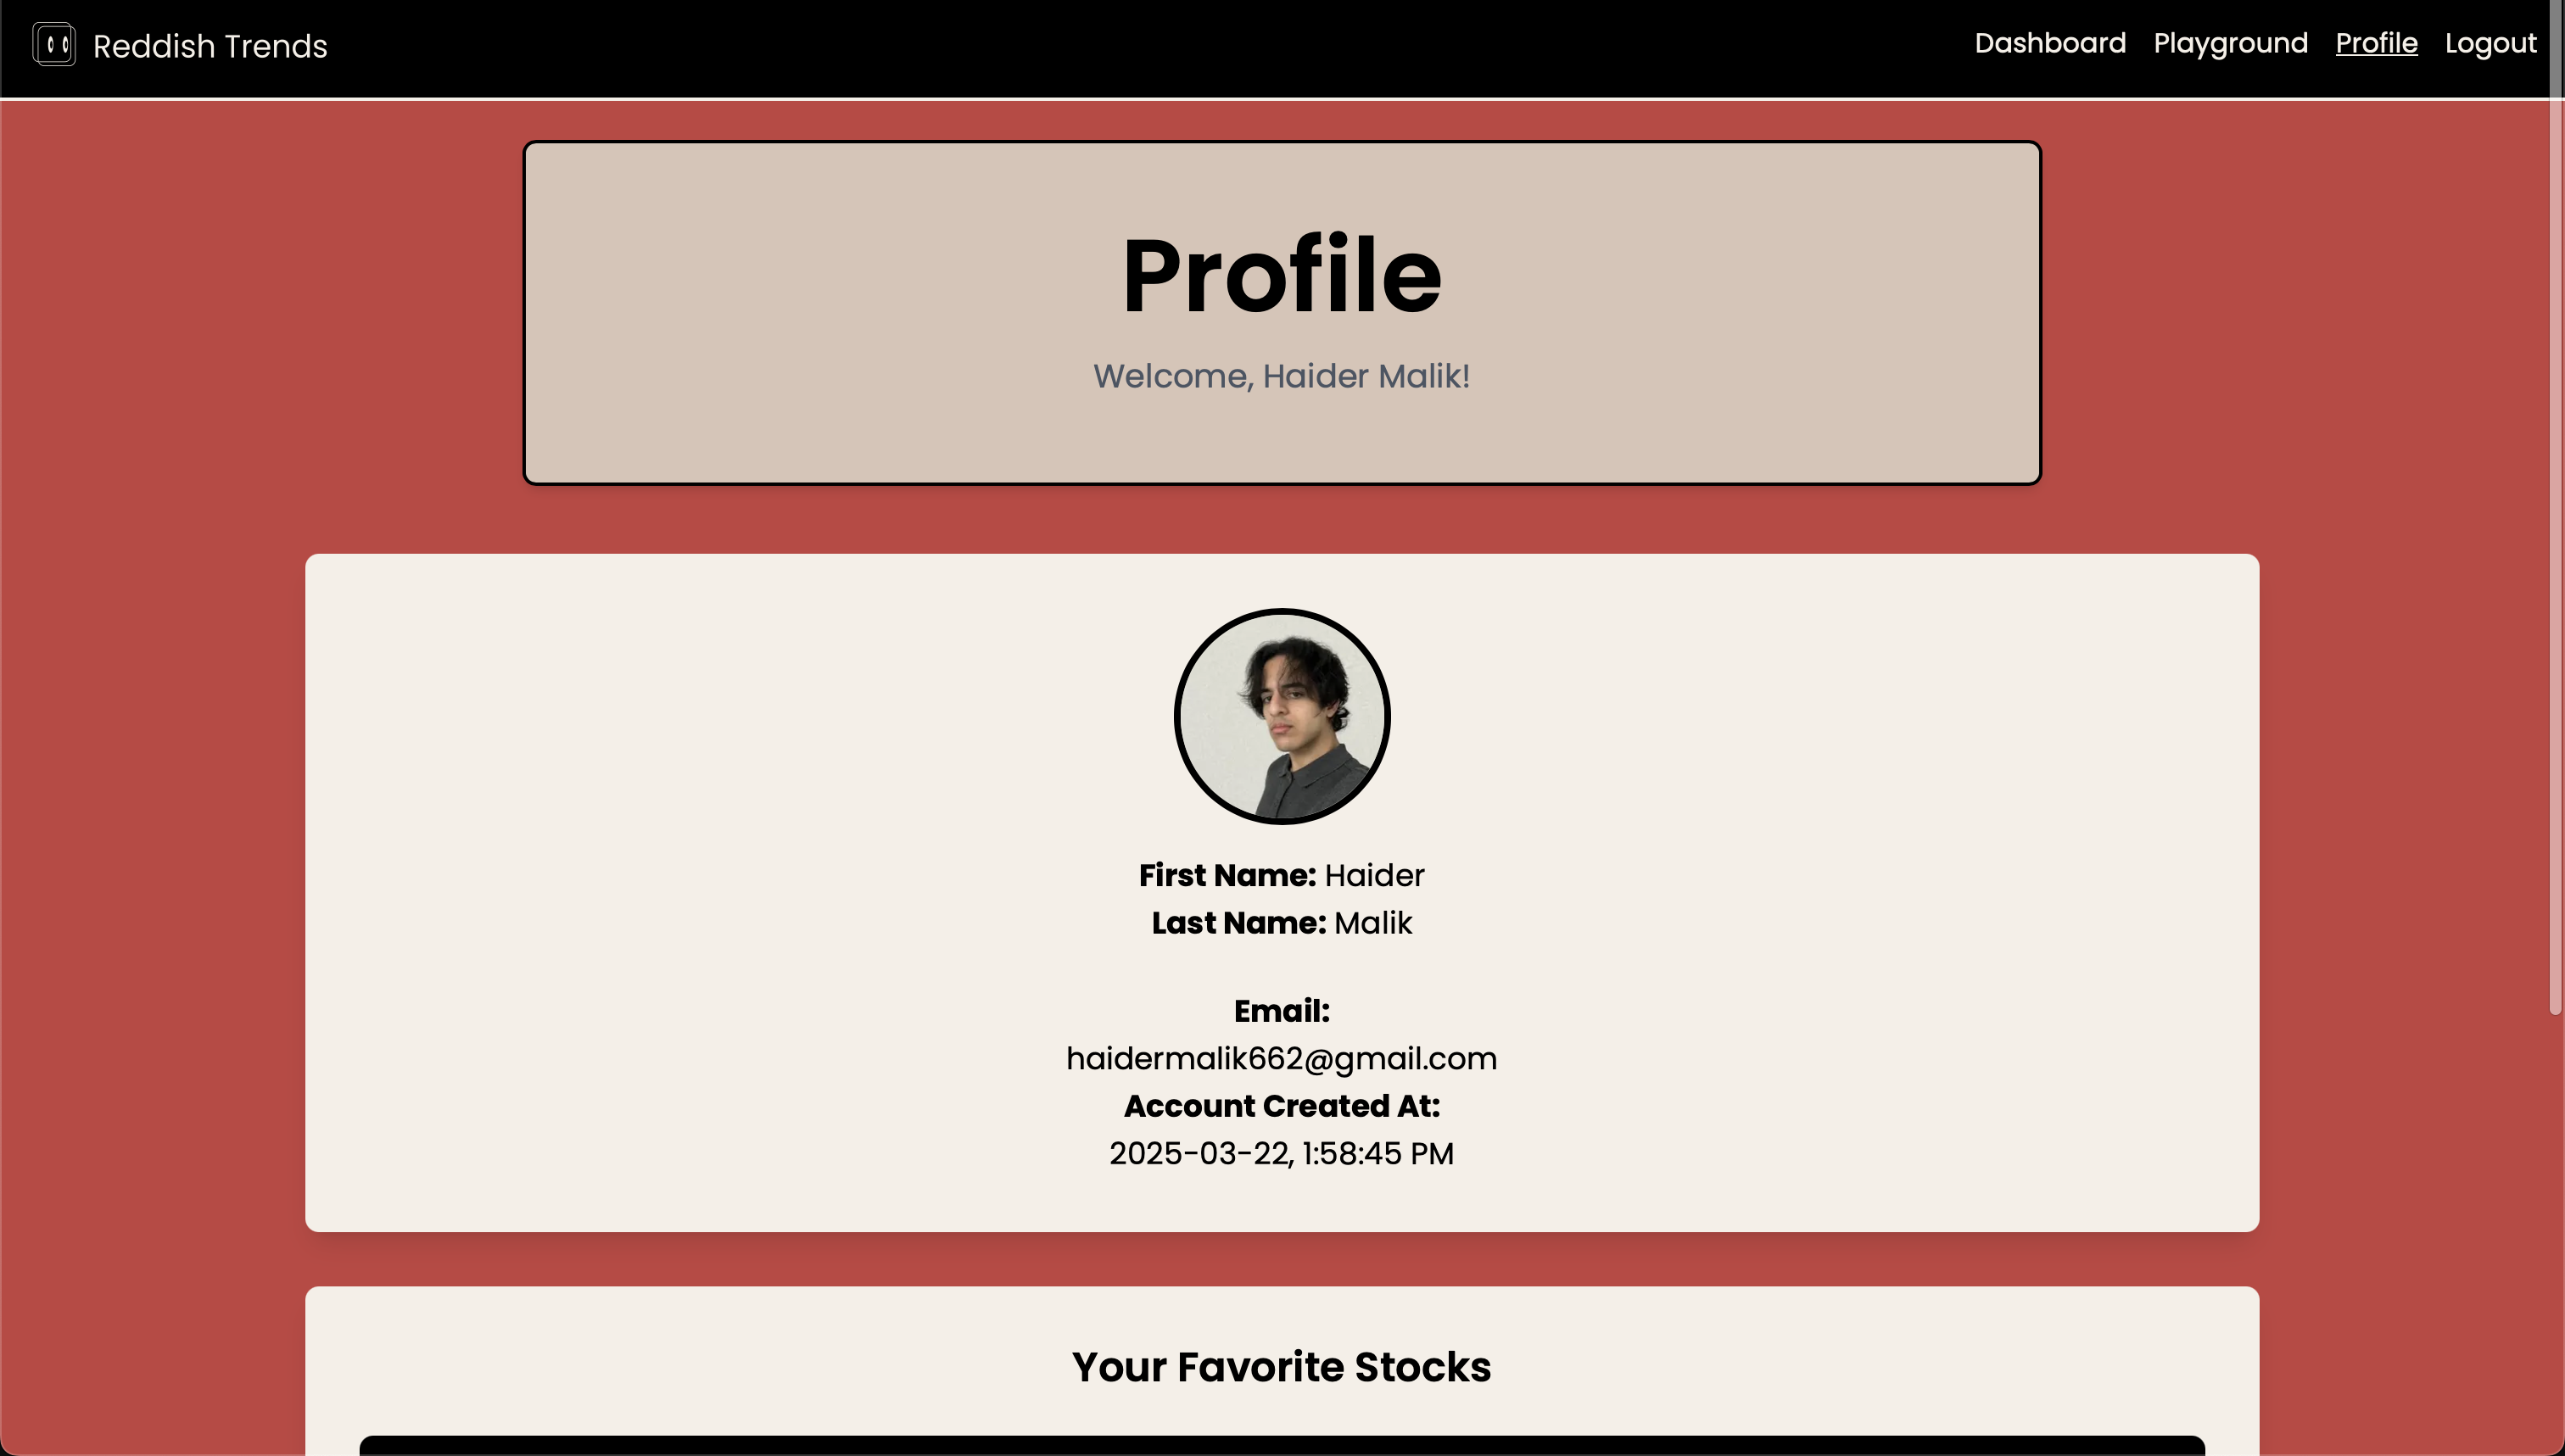 Reddish Trends
Dashboard Playground Profile Logout
Profile
Welcome, Haider Malik!
First Name: Haider
Last Name: Malik
Email:
haidermalik662@gmail.com
Account Created At:
2025-03-22, 1:58:45 PM
Your Favorite Stocks